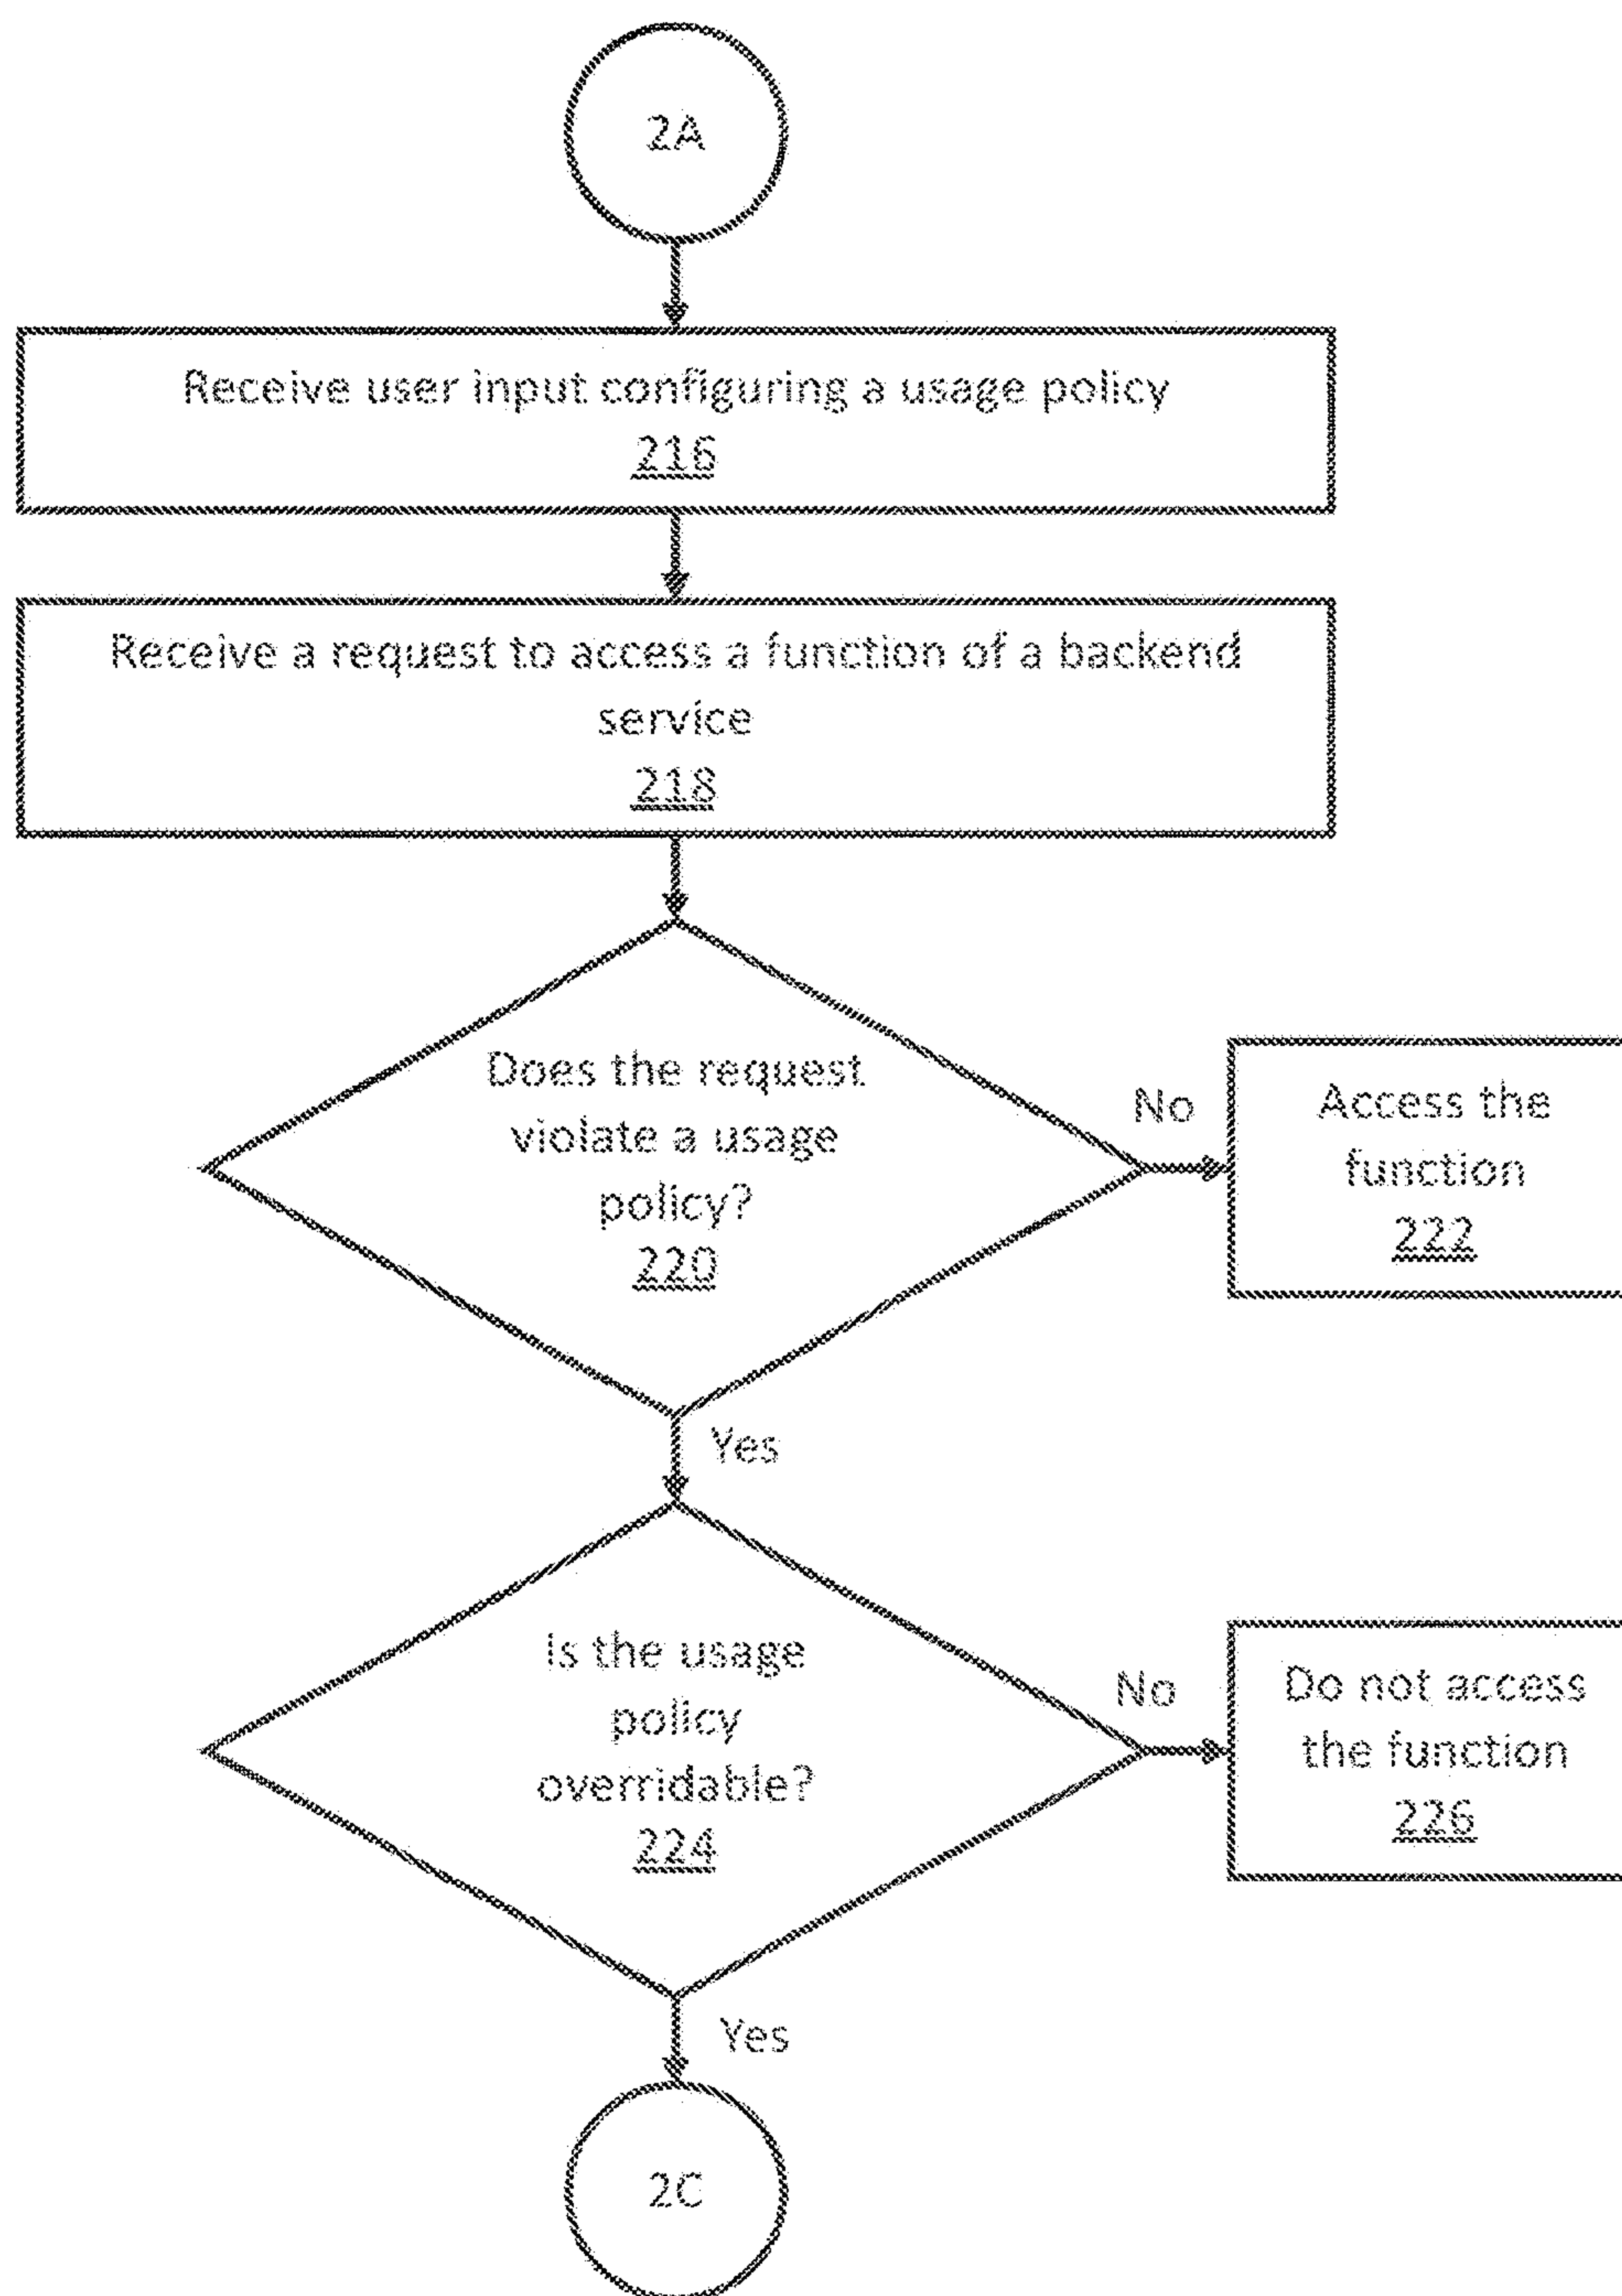 2A
Receive user input configuring a usage policy
216
Receive a request to access a function of a backend
service
218
Does the request
violate a usage
policy?
220
No
Access the
function
222
Yes
Is the usage
policy
overridable?
224
No
Do not access
the function
226
Yes
2C